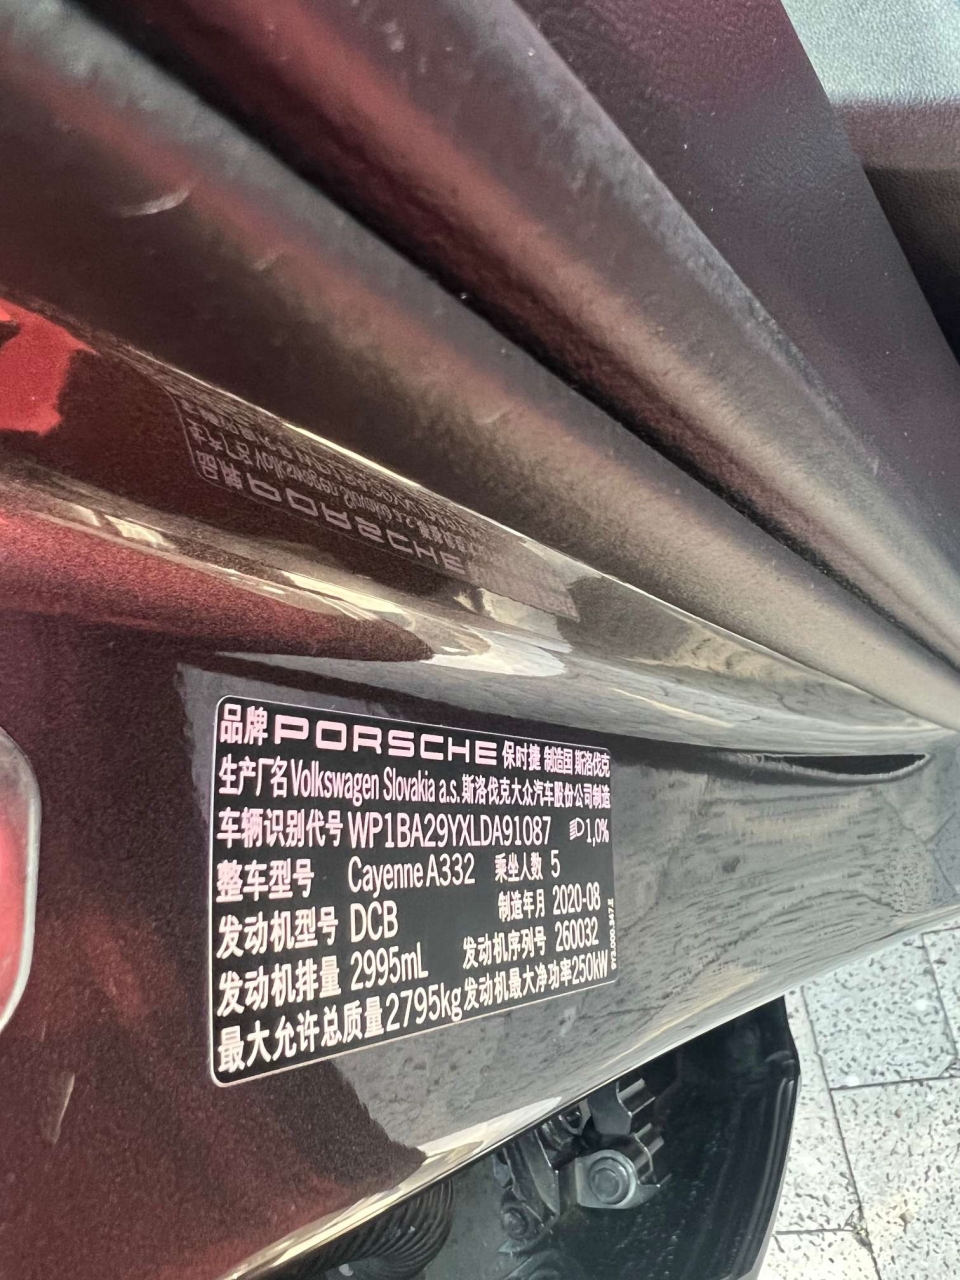 品牌 PORSCHE 保时捷 制造国 斯洛伐克
生产厂名 Volkswagen Slovakia a.s. 斯洛伐克大众汽车股份公司制造
车辆识别代号 WP1BA29YXLDA91087 1,0%
整车型号 Cayenne A332 乘坐人数 5
发动机型号 DCB 制造年月 2020-08
发动机排量 2995mL 发动机序列号 260032
最大允许总质量 2795kg 发动机最大净功率 250kW